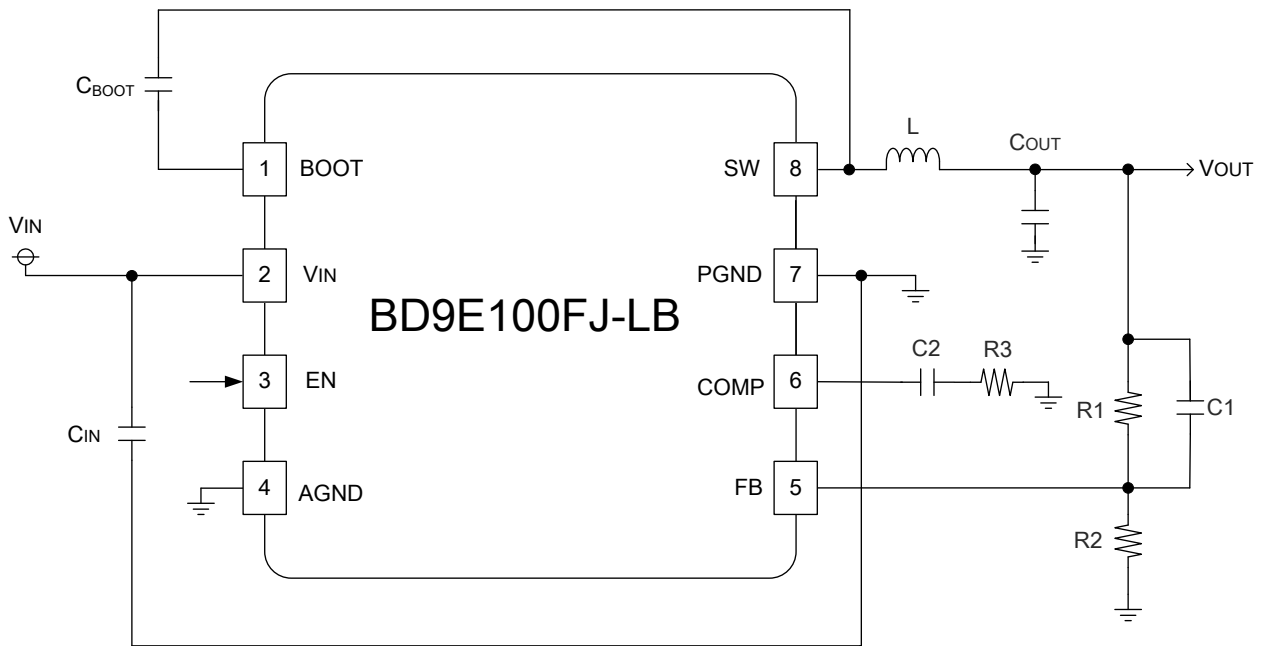 CBOOT
1 BOOT
SW 8
L
COUT
VOUT
VIN
2 VIN
PGND 7
BD9E100FJ-LB
3 EN
COMP 6
C2
R3
R1
C1
CIN
4 AGND
FB 5
R2